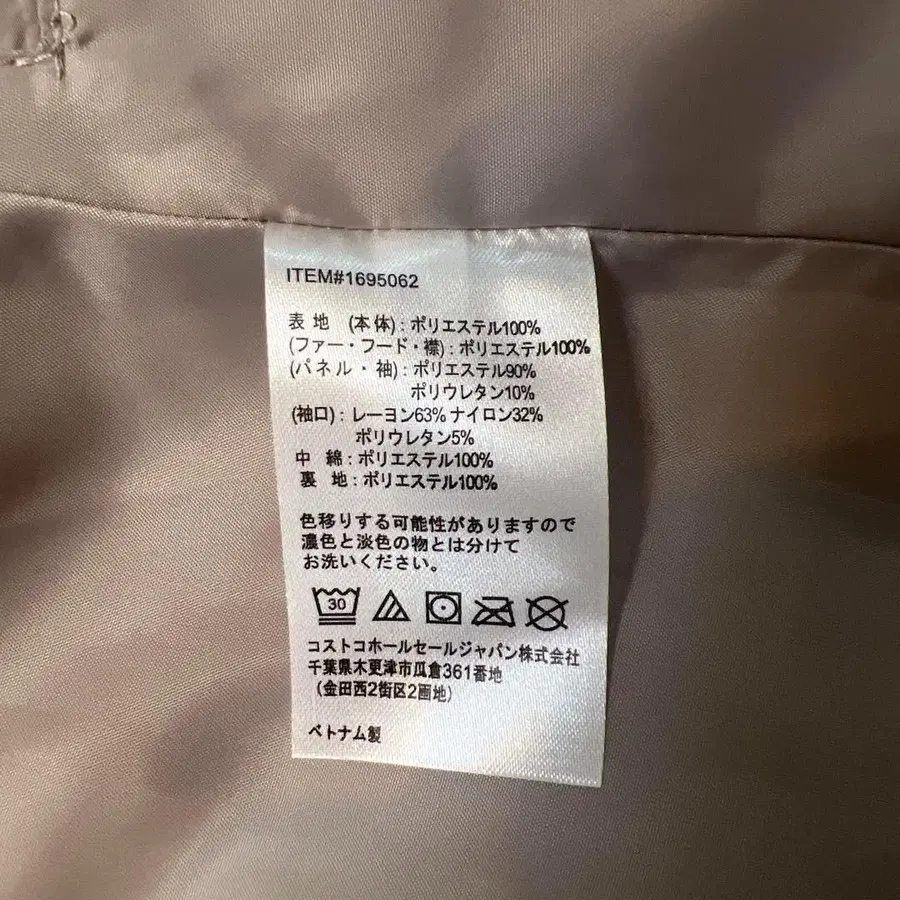 ITEM#1695062
表地 (本体) : ポリエステル100%
(ファー・フード・襟) : ポリエステル100%
(パネル・袖) : ポリエステル90%
ポリウレタン10%
(袖口) : レーヨン63% ナイロン32%
ポリウレタン5%
中 綿 : ポリエステル100%
裏 地 : ポリエステル100%
色移りする可能性がありますので
濃色と淡色の物とは分けて
お洗いください。
30
コストコホールセールジャパン株式会社
千葉県木更津市瓜倉361番地
(金田西2街区2画地)
ベトナム製